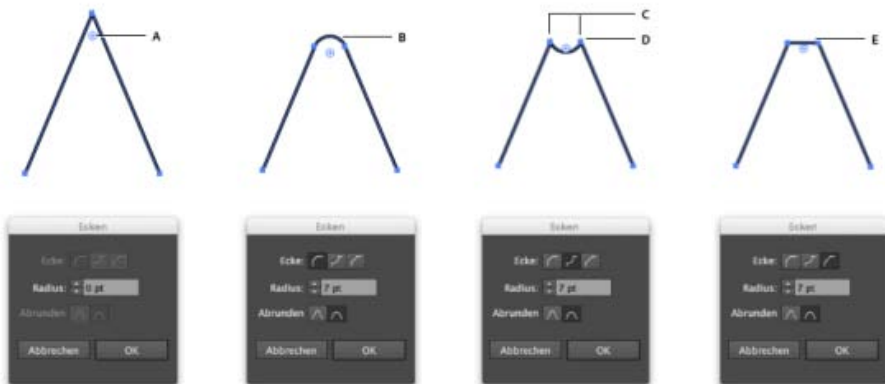 A
B
C
D
E
Ecken
Ecke:
Radius: 0 pt
Abrunden
Abbrechen OK
Ecken
Ecke:
Radius: 7 pt
Abrunden
Abbrechen OK
Ecken
Ecke:
Radius: 7 pt
Abrunden
Abbrechen OK
Ecken
Ecke:
Radius: 7 pt
Abrunden
Abbrechen OK